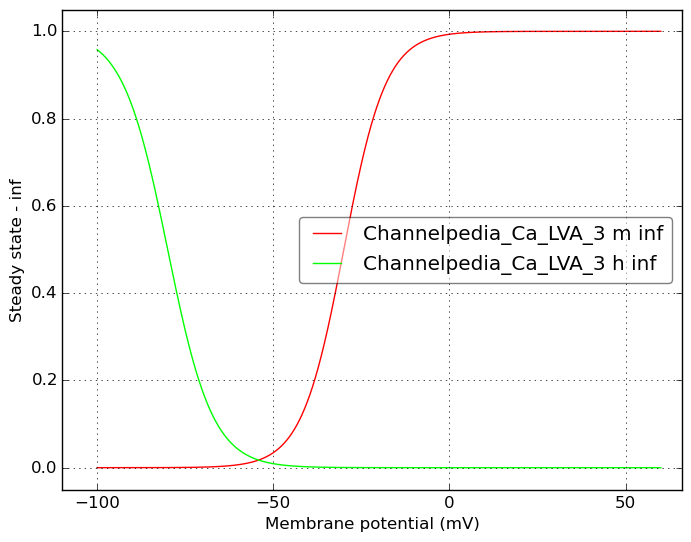 1.0
0.8
0.6
0.4
0.2
0.0
Steady state - inf
Channelpedia_Ca_LVA_3 m inf
Channelpedia_Ca_LVA_3 h inf
−100
−50
0
50
Membrane potential (mV)